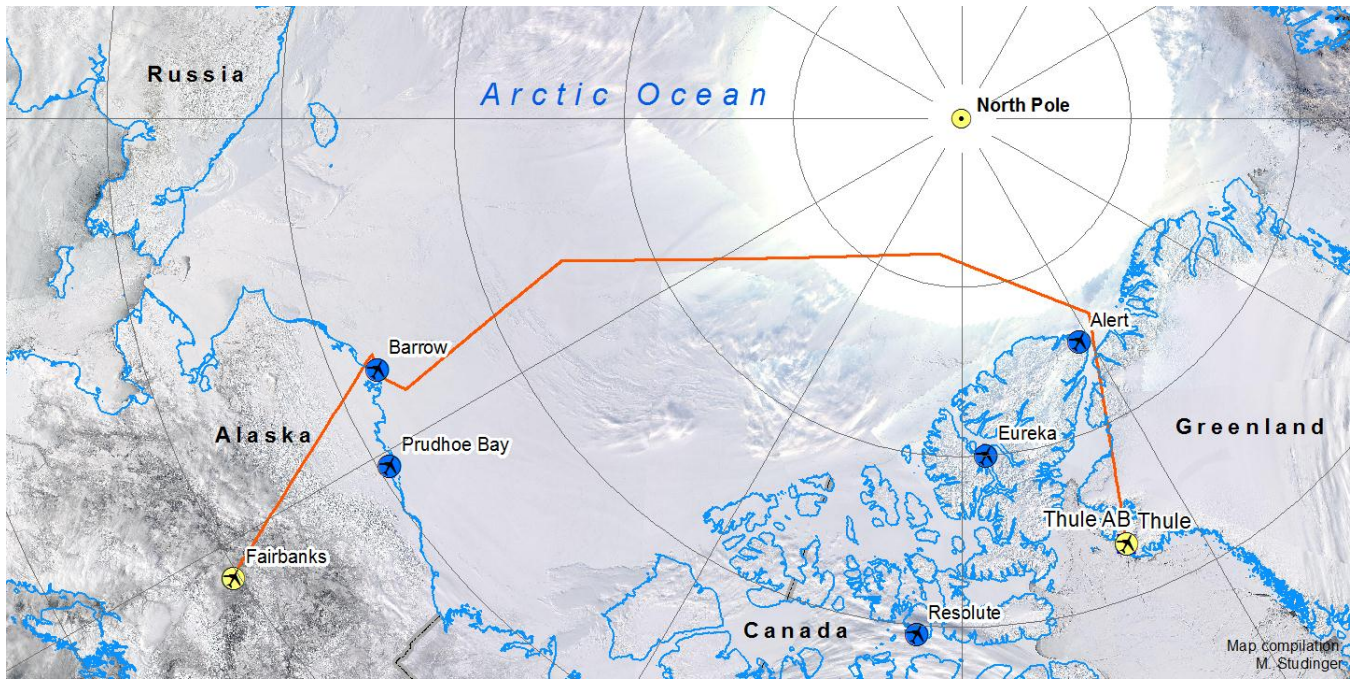 Russia
Arctic Ocean
North Pole
Alert
Barrow
Alaska
Prudhoe Bay
Eureka
Greenland
Thule AB Thule
Fairbanks
Resolute
Canada
Map compilation:
M. Studinger